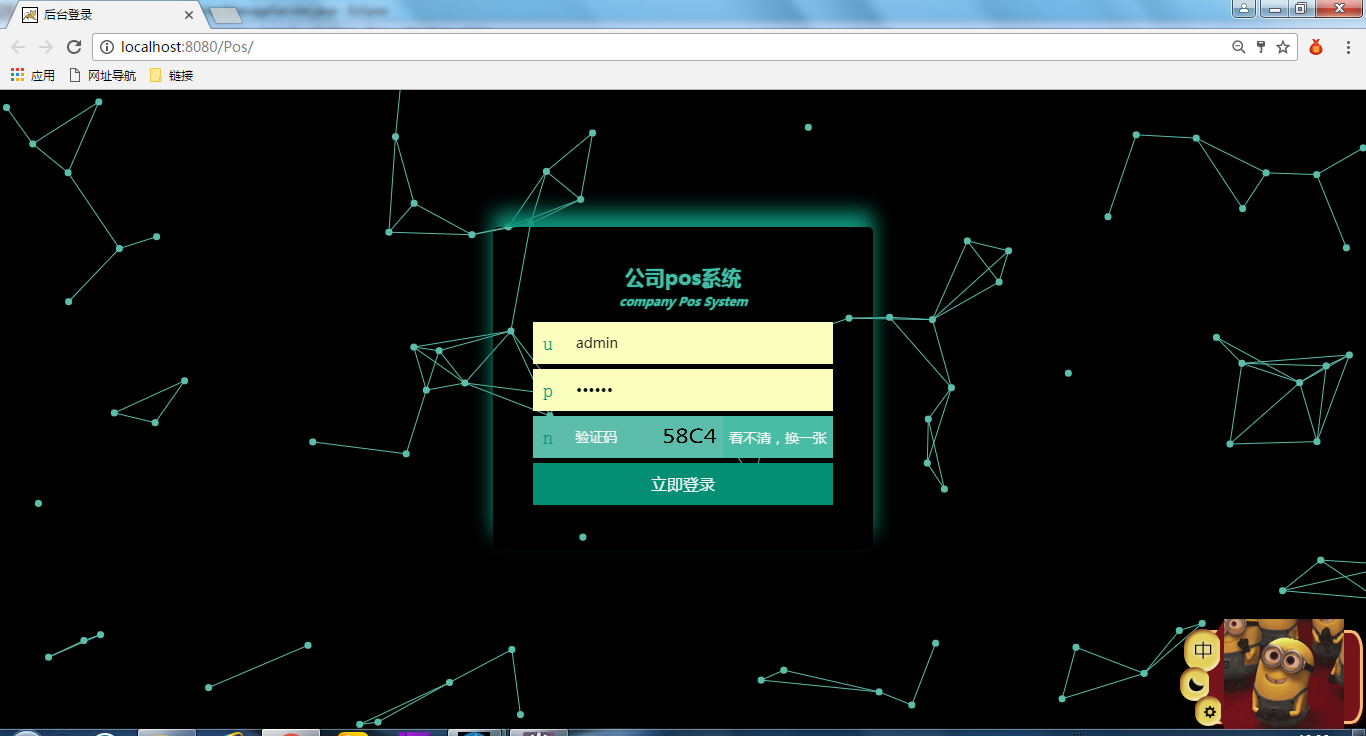 后台登录
localhost:8080/Pos/
应用 网址导航 链接
公司pos系统
company Pos System
u admin
p ••••••
n 验证码 58C4 看不清，换一张
立即登录
中